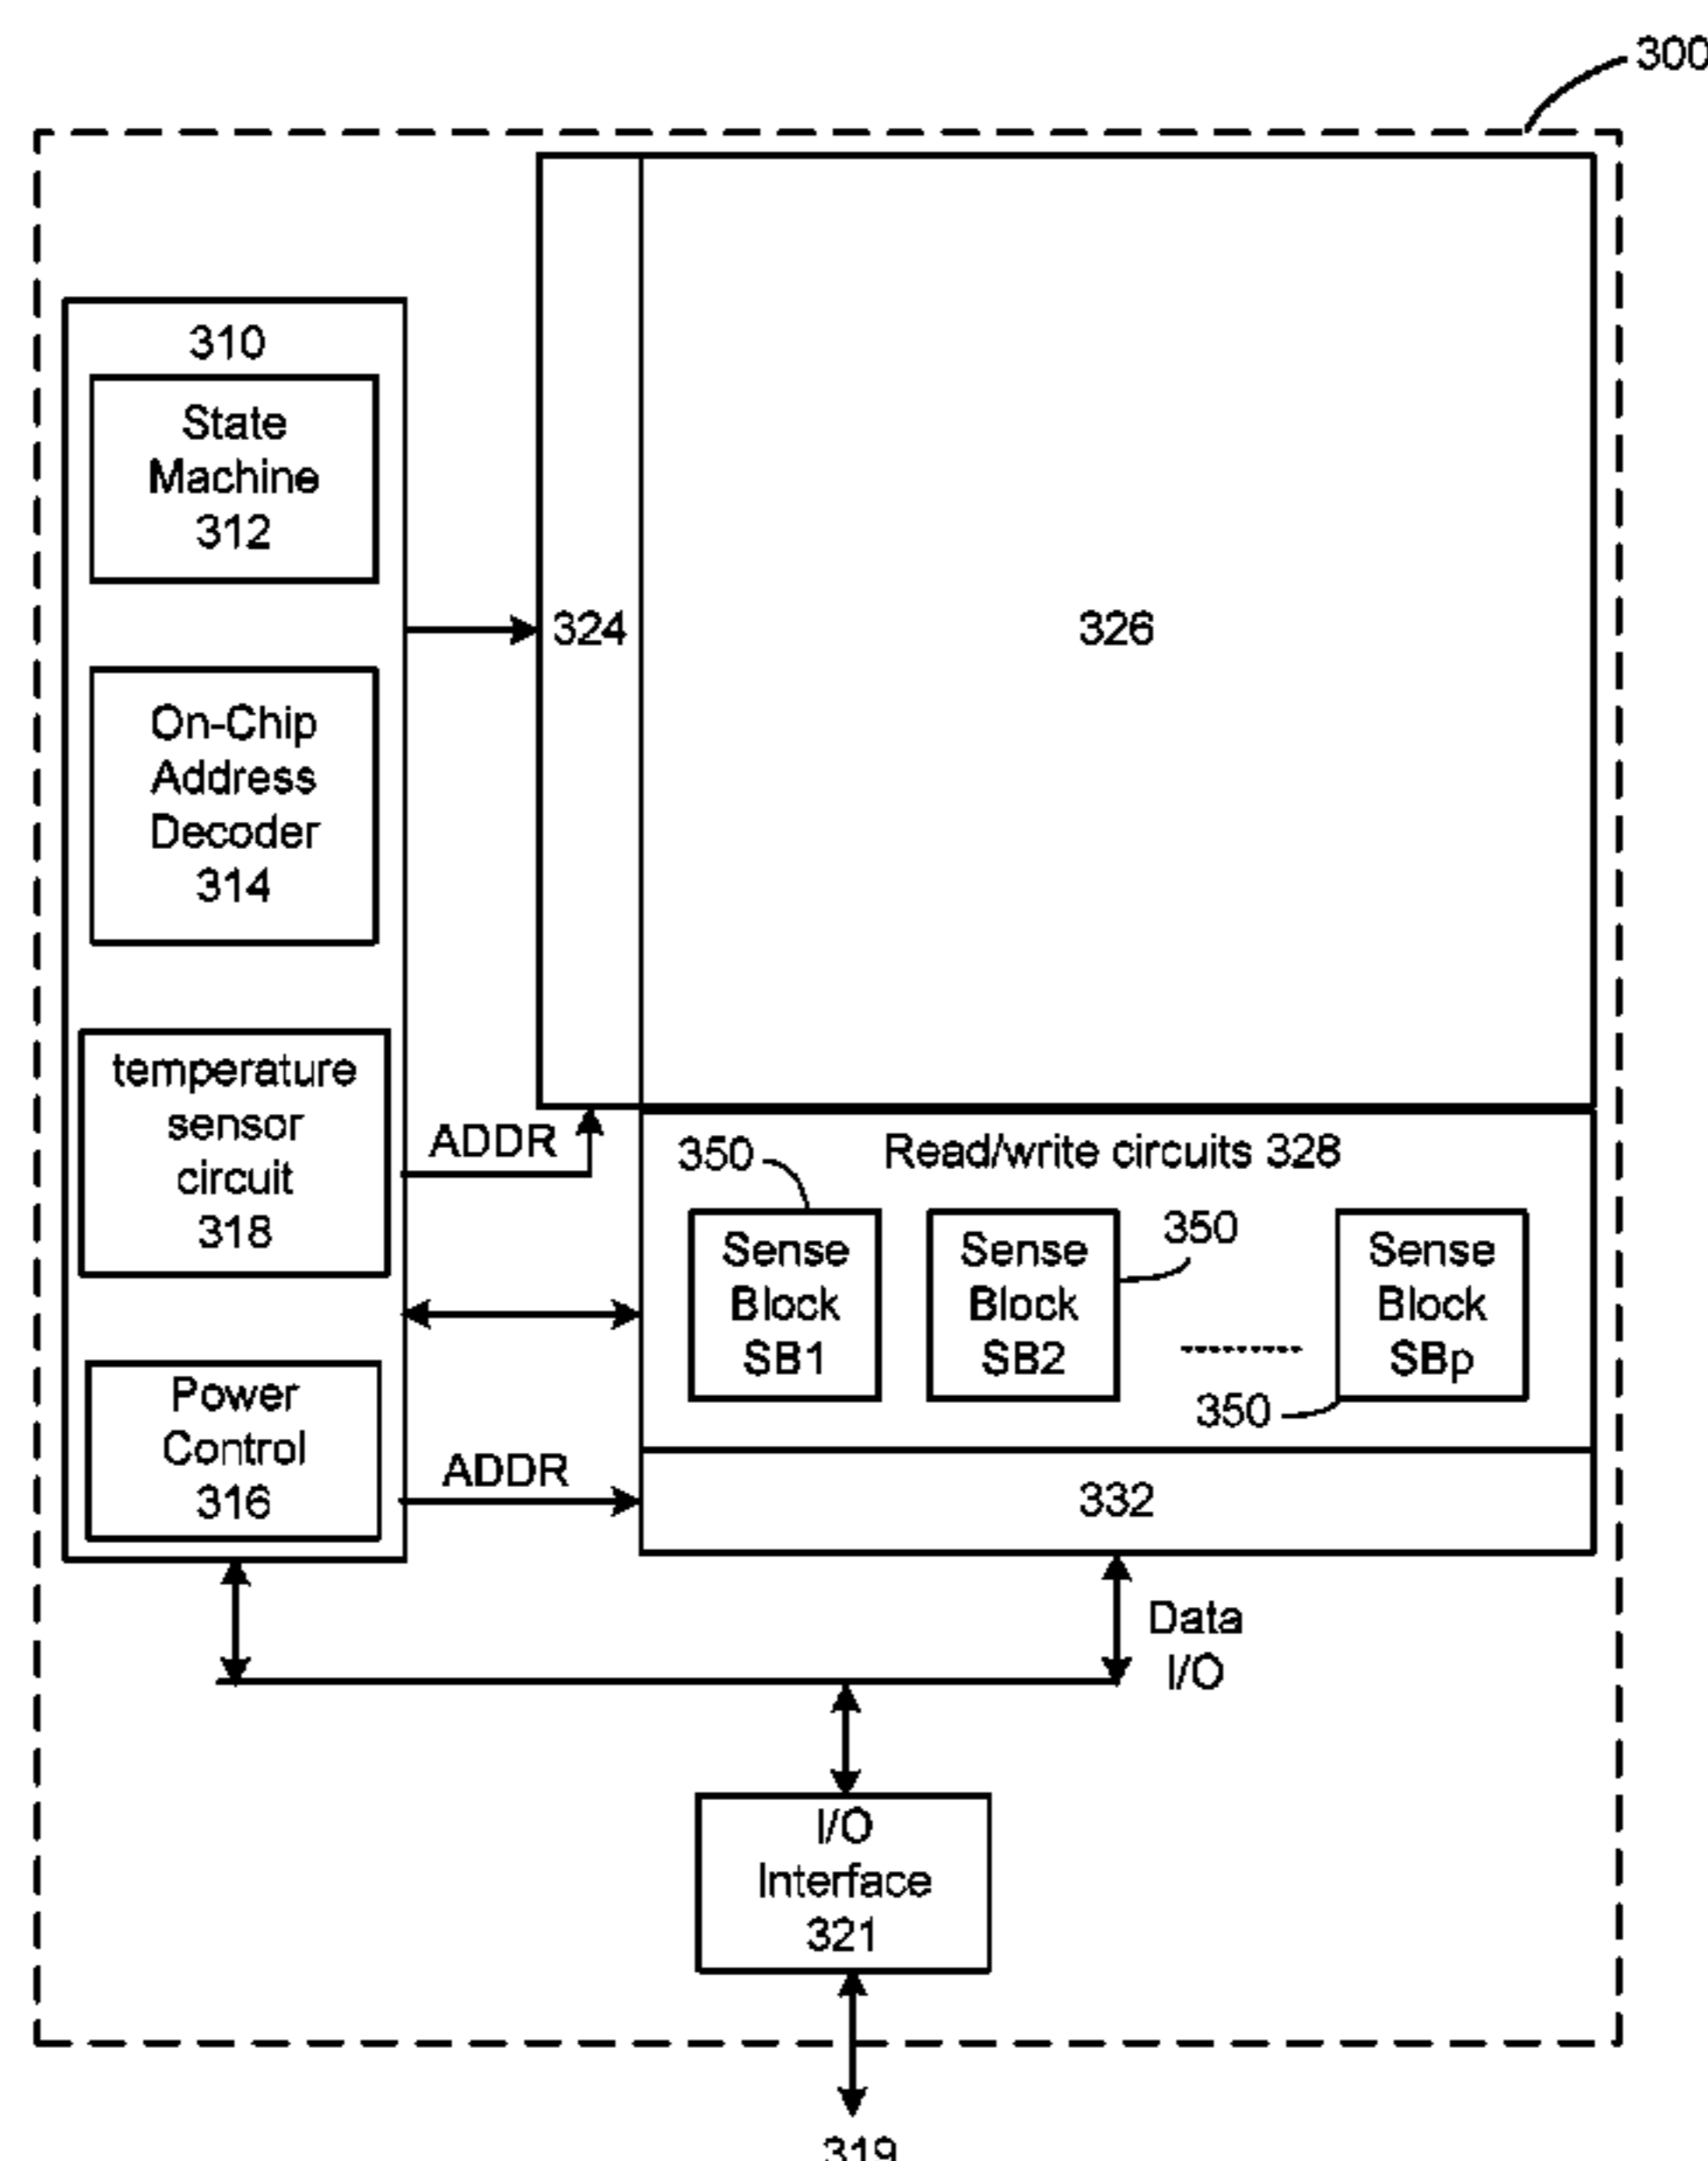 300
310
State
Machine
312
On-Chip
Address
Decoder
314
temperature
sensor
circuit
318
Power
Control
316
324
326
ADDR
ADDR
Read/write circuits 328
350
Sense
Block
SB1
350
Sense
Block
SB2
350
Sense
Block
SBp
332
Data
I/O
I/O
Interface
321
319